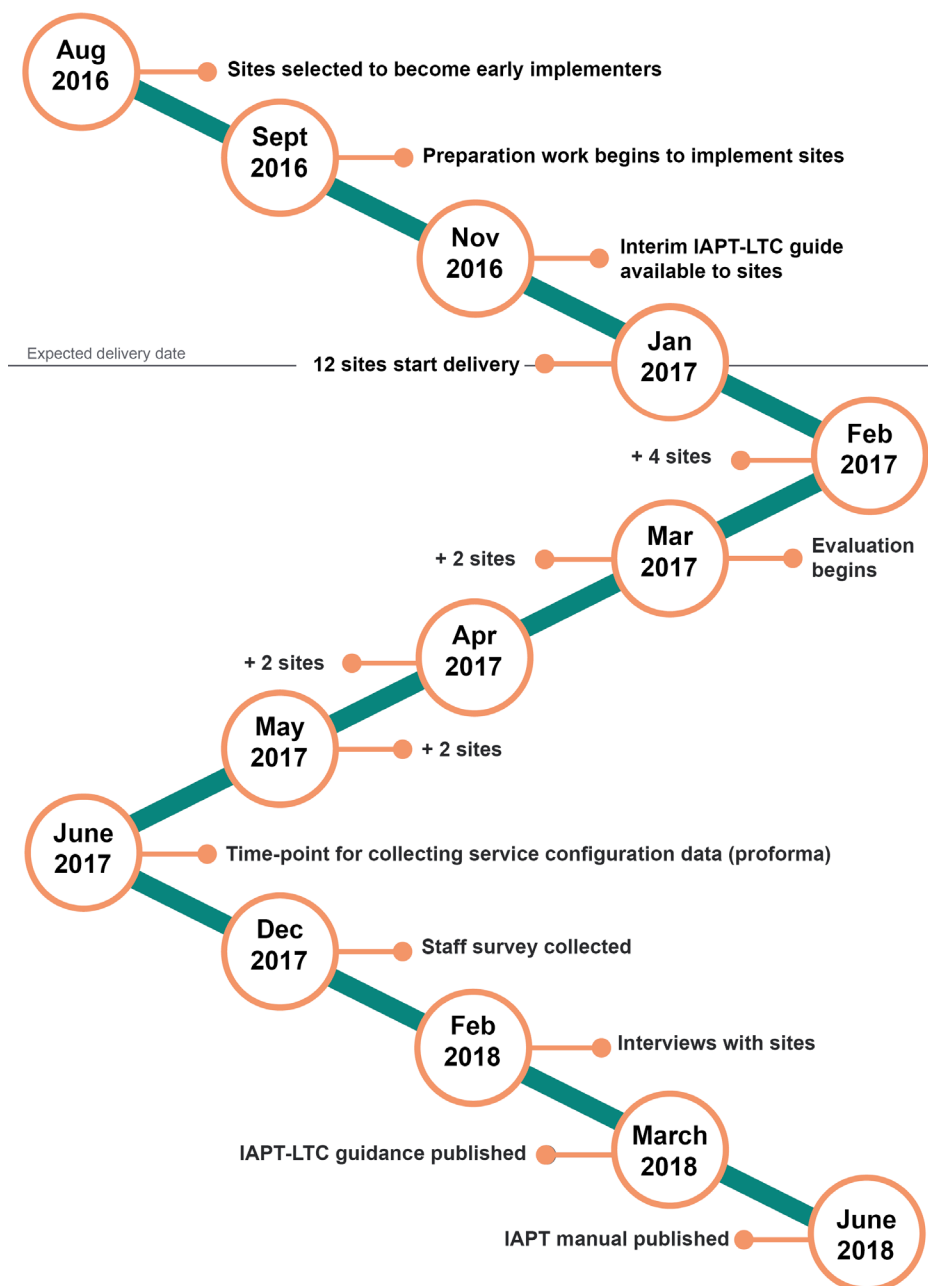 Aug
2016
Sites selected to become early implementers
Sept
2016
Preparation work begins to implement sites
Nov
2016
Interim IAPT-LTC guide
available to sites
Expected delivery date
12 sites start delivery
Jan
2017
+ 4 sites
Feb
2017
+ 2 sites
Mar
2017
Evaluation
begins
+ 2 sites
Apr
2017
May
2017
+ 2 sites
June
2017
Time-point for collecting service configuration data (proforma)
Dec
2017
Staff survey collected
Feb
2018
Interviews with sites
IAPT-LTC guidance published
March
2018
IAPT manual published
June
2018